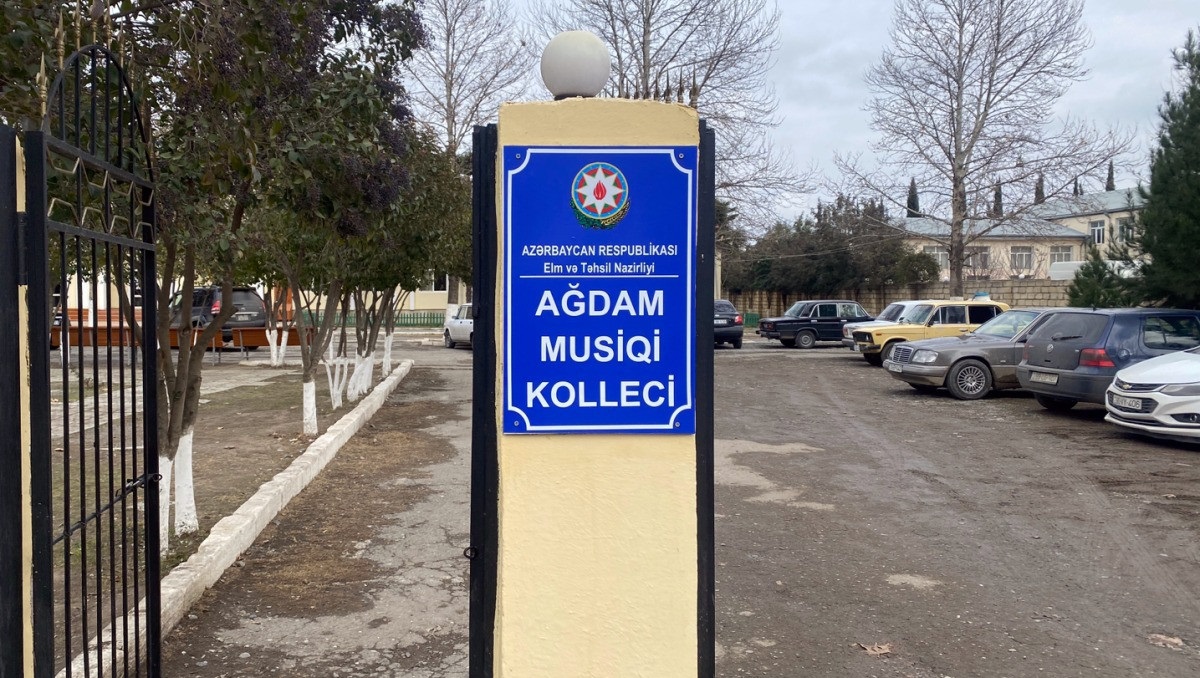 AZƏRBAYCAN RESPUBLİKASI
Elm və Təhsil Nazirliyi
AĞDAM
MUSİQİ
KOLLECİ